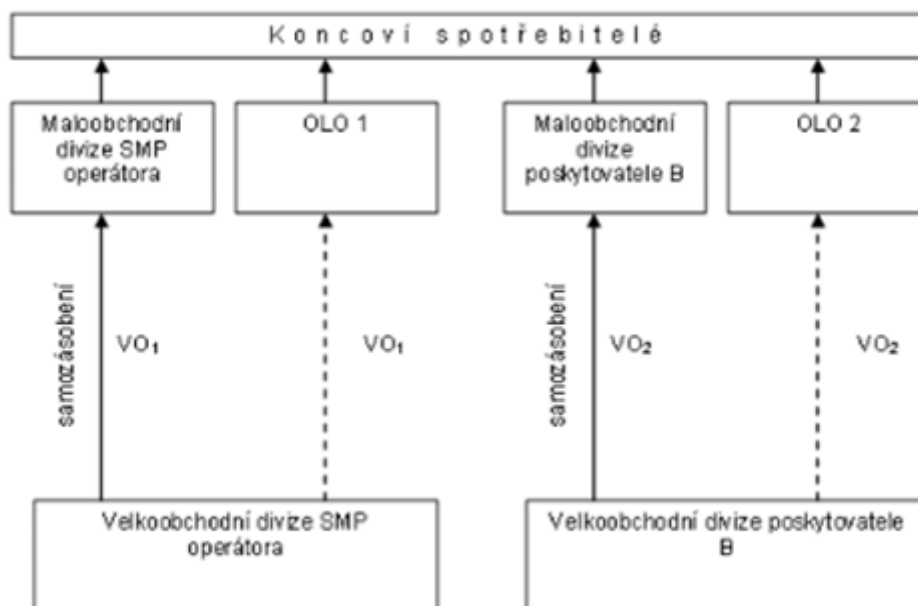 Koncoví spotřebitelé
Maloobchodní
divize SMP
operátora
OLO 1
Maloobchodní
divize
poskytovatele B
OLO 2
samozásobení
VO₁
VO₁
samozásobení
VO₂
VO₂
Velkoobchodní divize SMP
operátora
Velkoobchodní divize poskytovatele
B